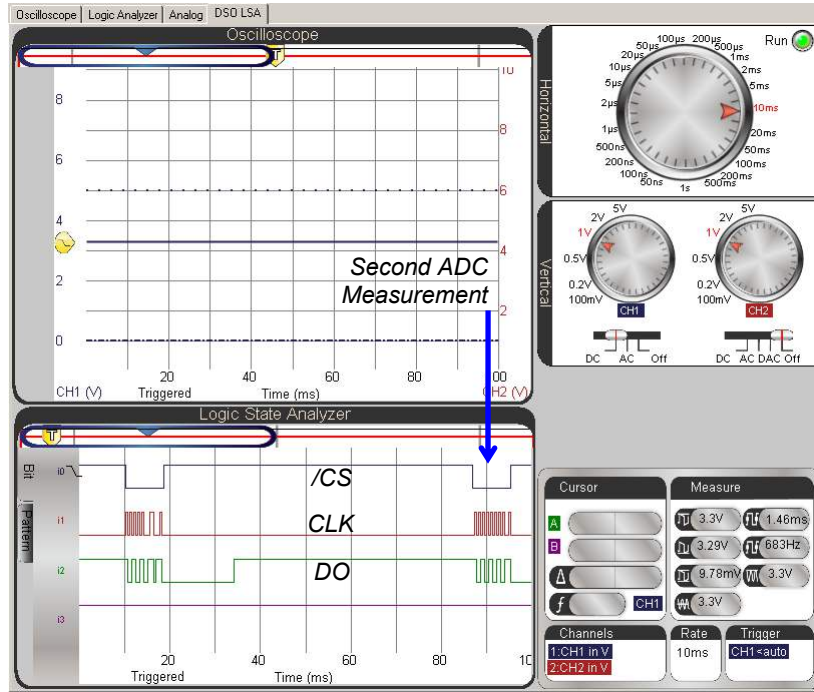 Oscilloscope Logic Analyzer Analog DSO LSA
Oscilloscope
T
10
8
8
6
6
4
4
Second ADC
Measurement
2
2
0
20 40 60 80 00
CH1 (V) Triggered Time (ms) CH2 (V)
Logic State Analyzer
T
Bit
Pattern
i0
/CS
i1
CLK
i2
DO
i3
20 40 60 80 10
Triggered Time (ms)
Horizontal
Run
100µs 200µs
50µs 500µs
20µs 1ms
10µs 2ms
5µs 5ms
2µs 10ms
1µs 20ms
500ns 50ms
200ns 100ms
100ns 200ms
50ns 1s 500ms
Vertical
5V 5V
2V 2V
1V 1V
0.5V 0.5V
0.2V 0.2V
100mV 100mV
CH1 CH2
DC AC Off DC AC DAC Off
Cursor
A
B
Δ
f CH1
Measure
3.3V 1.46ms
3.29V 683Hz
9.78mV 3.3V
3.3V
Channels
1:CH1 in V
2:CH2 in V
Rate
10ms
Trigger
CH1<auto